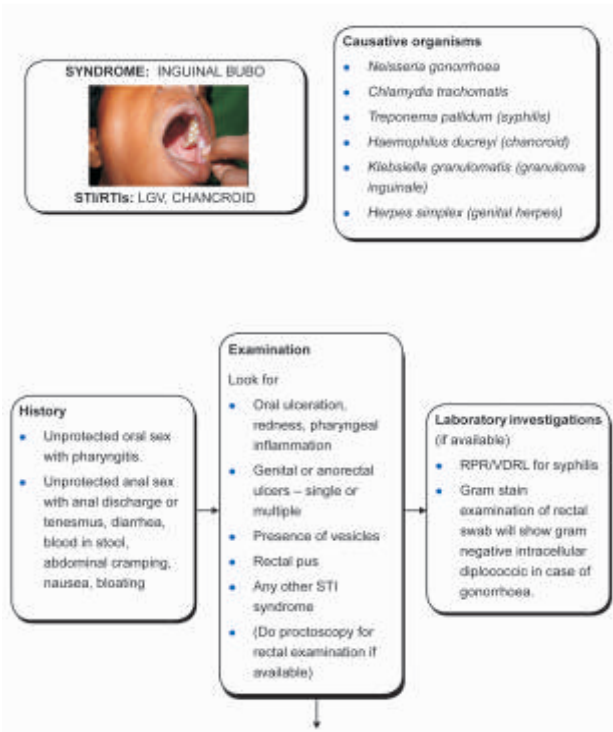 SYNDROME: INGUINAL BUBO
STI/RTIs: LGV, CHANCROID
Causative organisms
Neisseria gonorrhoea
Chlamydia trachomatis
Treponema pallidum (syphilis)
Haemophilus ducreyi (chancroid)
Klebsiella granulomatis (granuloma
inguinale)
Herpes simplex (genital herpes)
History
Unprotected oral sex
with pharyngitis.
Unprotected anal sex
with anal discharge or
tenesmus, diarrhea,
blood in stool,
abdominal cramping,
nausea, bloating
Examination
Look for
Oral ulceration,
redness, pharyngeal
inflammation
Genital or anorectal
ulcers – single or
multiple
Presence of vesicles
Rectal pus
Any other STI
syndrome
(Do proctoscopy for
rectal examination if
available)
Laboratory investigations
(if available)
RPR/VDRL for syphilis
Gram stain
examination of rectal
swab will show gram
negative intracellular
diplococcic in case of
gonorrhoea.